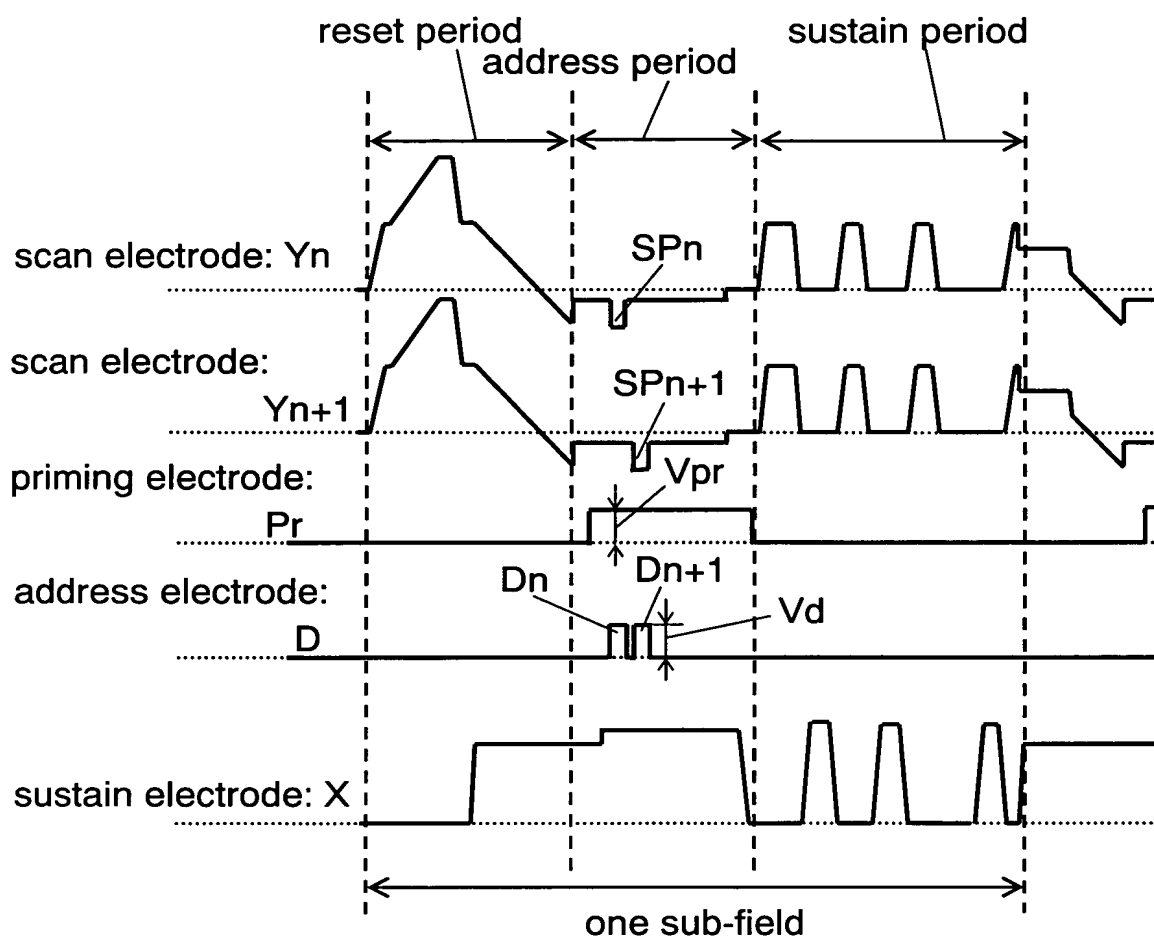 reset period
address period
sustain period
scan electrode: Yn
SPn
scan electrode:
Yn+1
SPn+1
priming electrode:
Pr
Vpr
address electrode:
D
Dn
Dn+1
Vd
sustain electrode: X
one sub-field